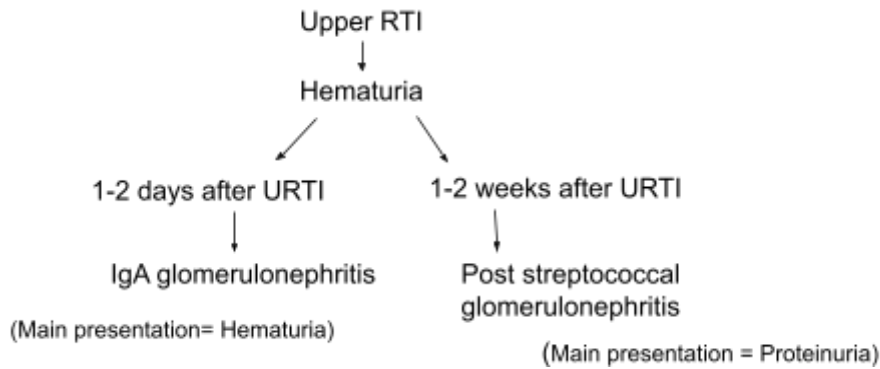 Upper RTI
Hematuria
1-2 days after URTI
1-2 weeks after URTI
IgA glomerulonephritis
Post streptococcal
glomerulonephritis
(Main presentation= Hematuria)
(Main presentation = Proteinuria)